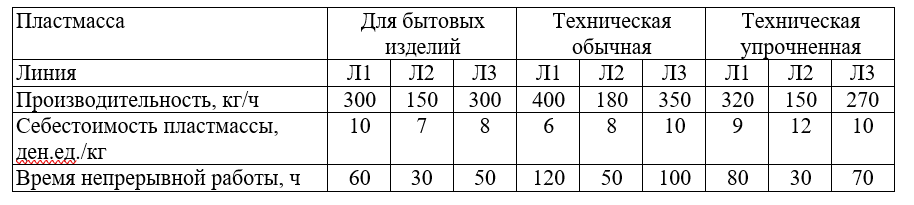 Пластмасса Для бытовых изделий Техническая обычная Техническая упрочненная
Линия Л1 Л2 Л3 Л1 Л2 Л3 Л1 Л2 Л3
Производительность, кг/ч 300 150 300 400 180 350 320 150 270
Себестоимость пластмассы, ден.ед./кг 10 7 8 6 8 10 9 12 10
Время непрерывной работы, ч 60 30 50 120 50 100 80 30 70